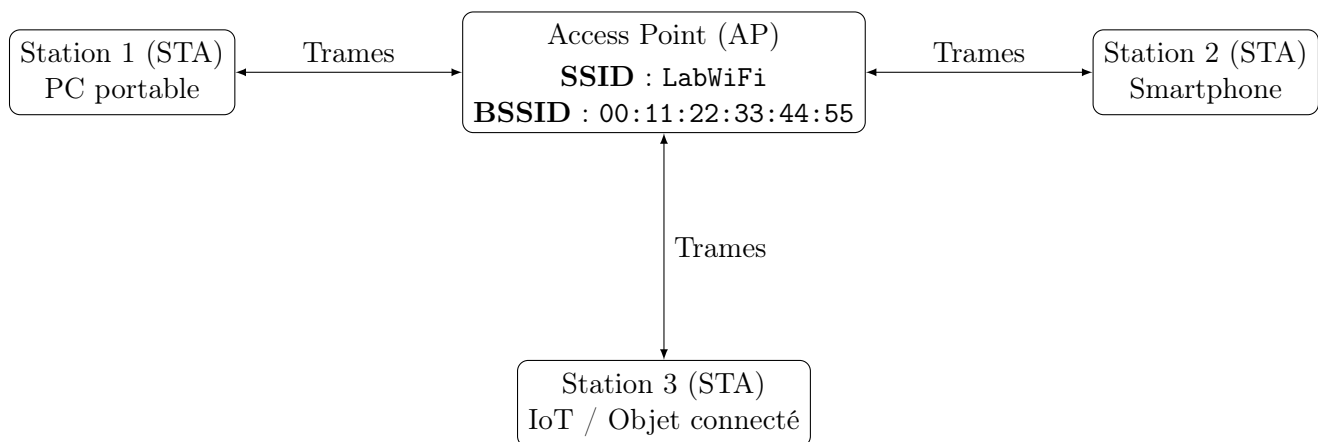 Station 1 (STA)
PC portable
Trames
Access Point (AP)
SSID : LabWiFi
BSSID : 00:11:22:33:44:55
Trames
Station 2 (STA)
Smartphone
Trames
Station 3 (STA)
IoT / Objet connecté